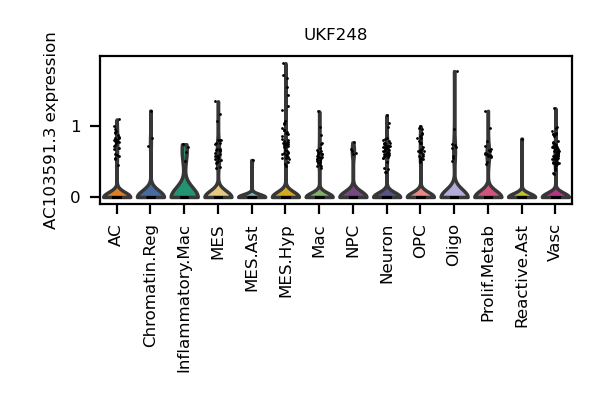 UKF248
AC103591.3 expression
1
0
AC
Chromatin.Reg
Inflammatory.Mac
MES
MES.Ast
MES.Hyp
Mac
NPC
Neuron
OPC
Oligo
Prolif.Metab
Reactive.Ast
Vasc